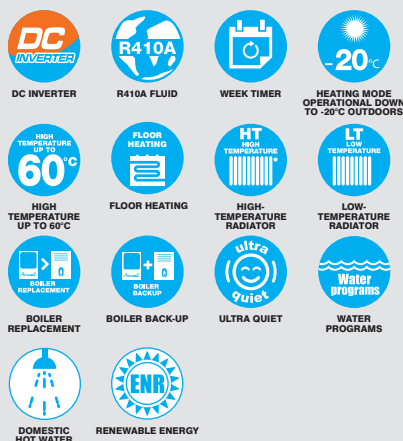 DC
INVERTER
DC INVERTER
R410A
R410A FLUID
WEEK TIMER
-20°C
HEATING MODE
OPERATIONAL DOWN
TO -20°C OUTDOORS
HIGH
TEMPERATURE
UP TO
60°C
HIGH
TEMPERATURE
UP TO 60°C
FLOOR
HEATING
FLOOR HEATING
HT
HIGH
TEMPERATURE
HIGH-
TEMPERATURE
RADIATOR
LT
LOW
TEMPERATURE
LOW-
TEMPERATURE
RADIATOR
>
BOILER
REPLACEMENT
BOILER
REPLACEMENT
+
BOILER
BACKUP
BOILER BACK-UP
ultra
quiet
ULTRA QUIET
Water
programs
WATER
PROGRAMS
DOMESTIC
HOT WATER
ENR
RENEWABLE ENERGY